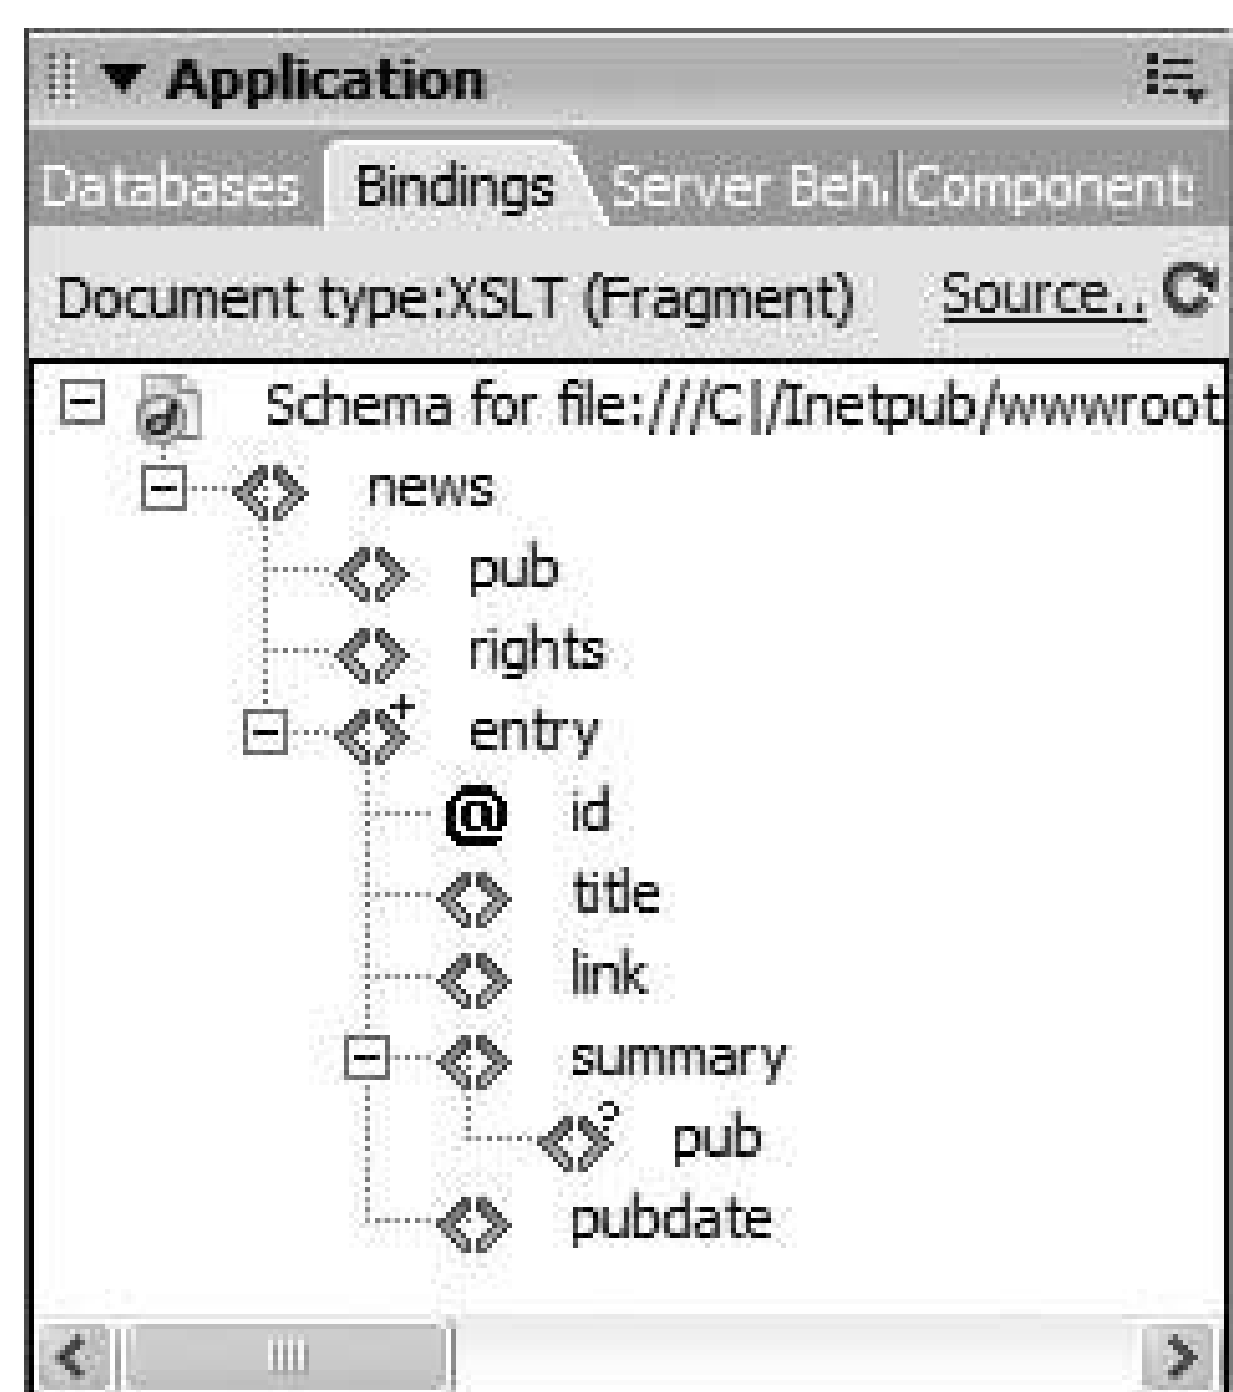 Application
Databases Bindings Server Beh. Component
Document type:XSLT (Fragment) Source..
Schema for file:///C|/Inetpub/wwwroot
news
pub
rights
entry
@ id
title
link
summary
pub
pubdate